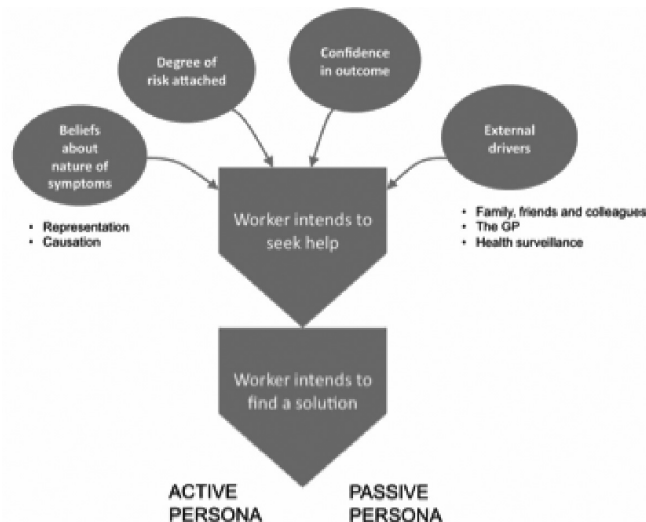 Degree of
risk attached
Confidence
in outcome
Beliefs
about
nature of
symptoms
External
drivers
• Representation
• Causation
• Family, friends and colleagues
• The GP
• Health surveillance
Worker intends to
seek help
Worker intends to
find a solution
ACTIVE
PERSONA
PASSIVE
PERSONA